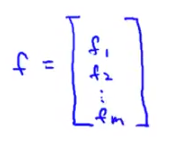 f = [
f₁
f₂
⋮
fm
]